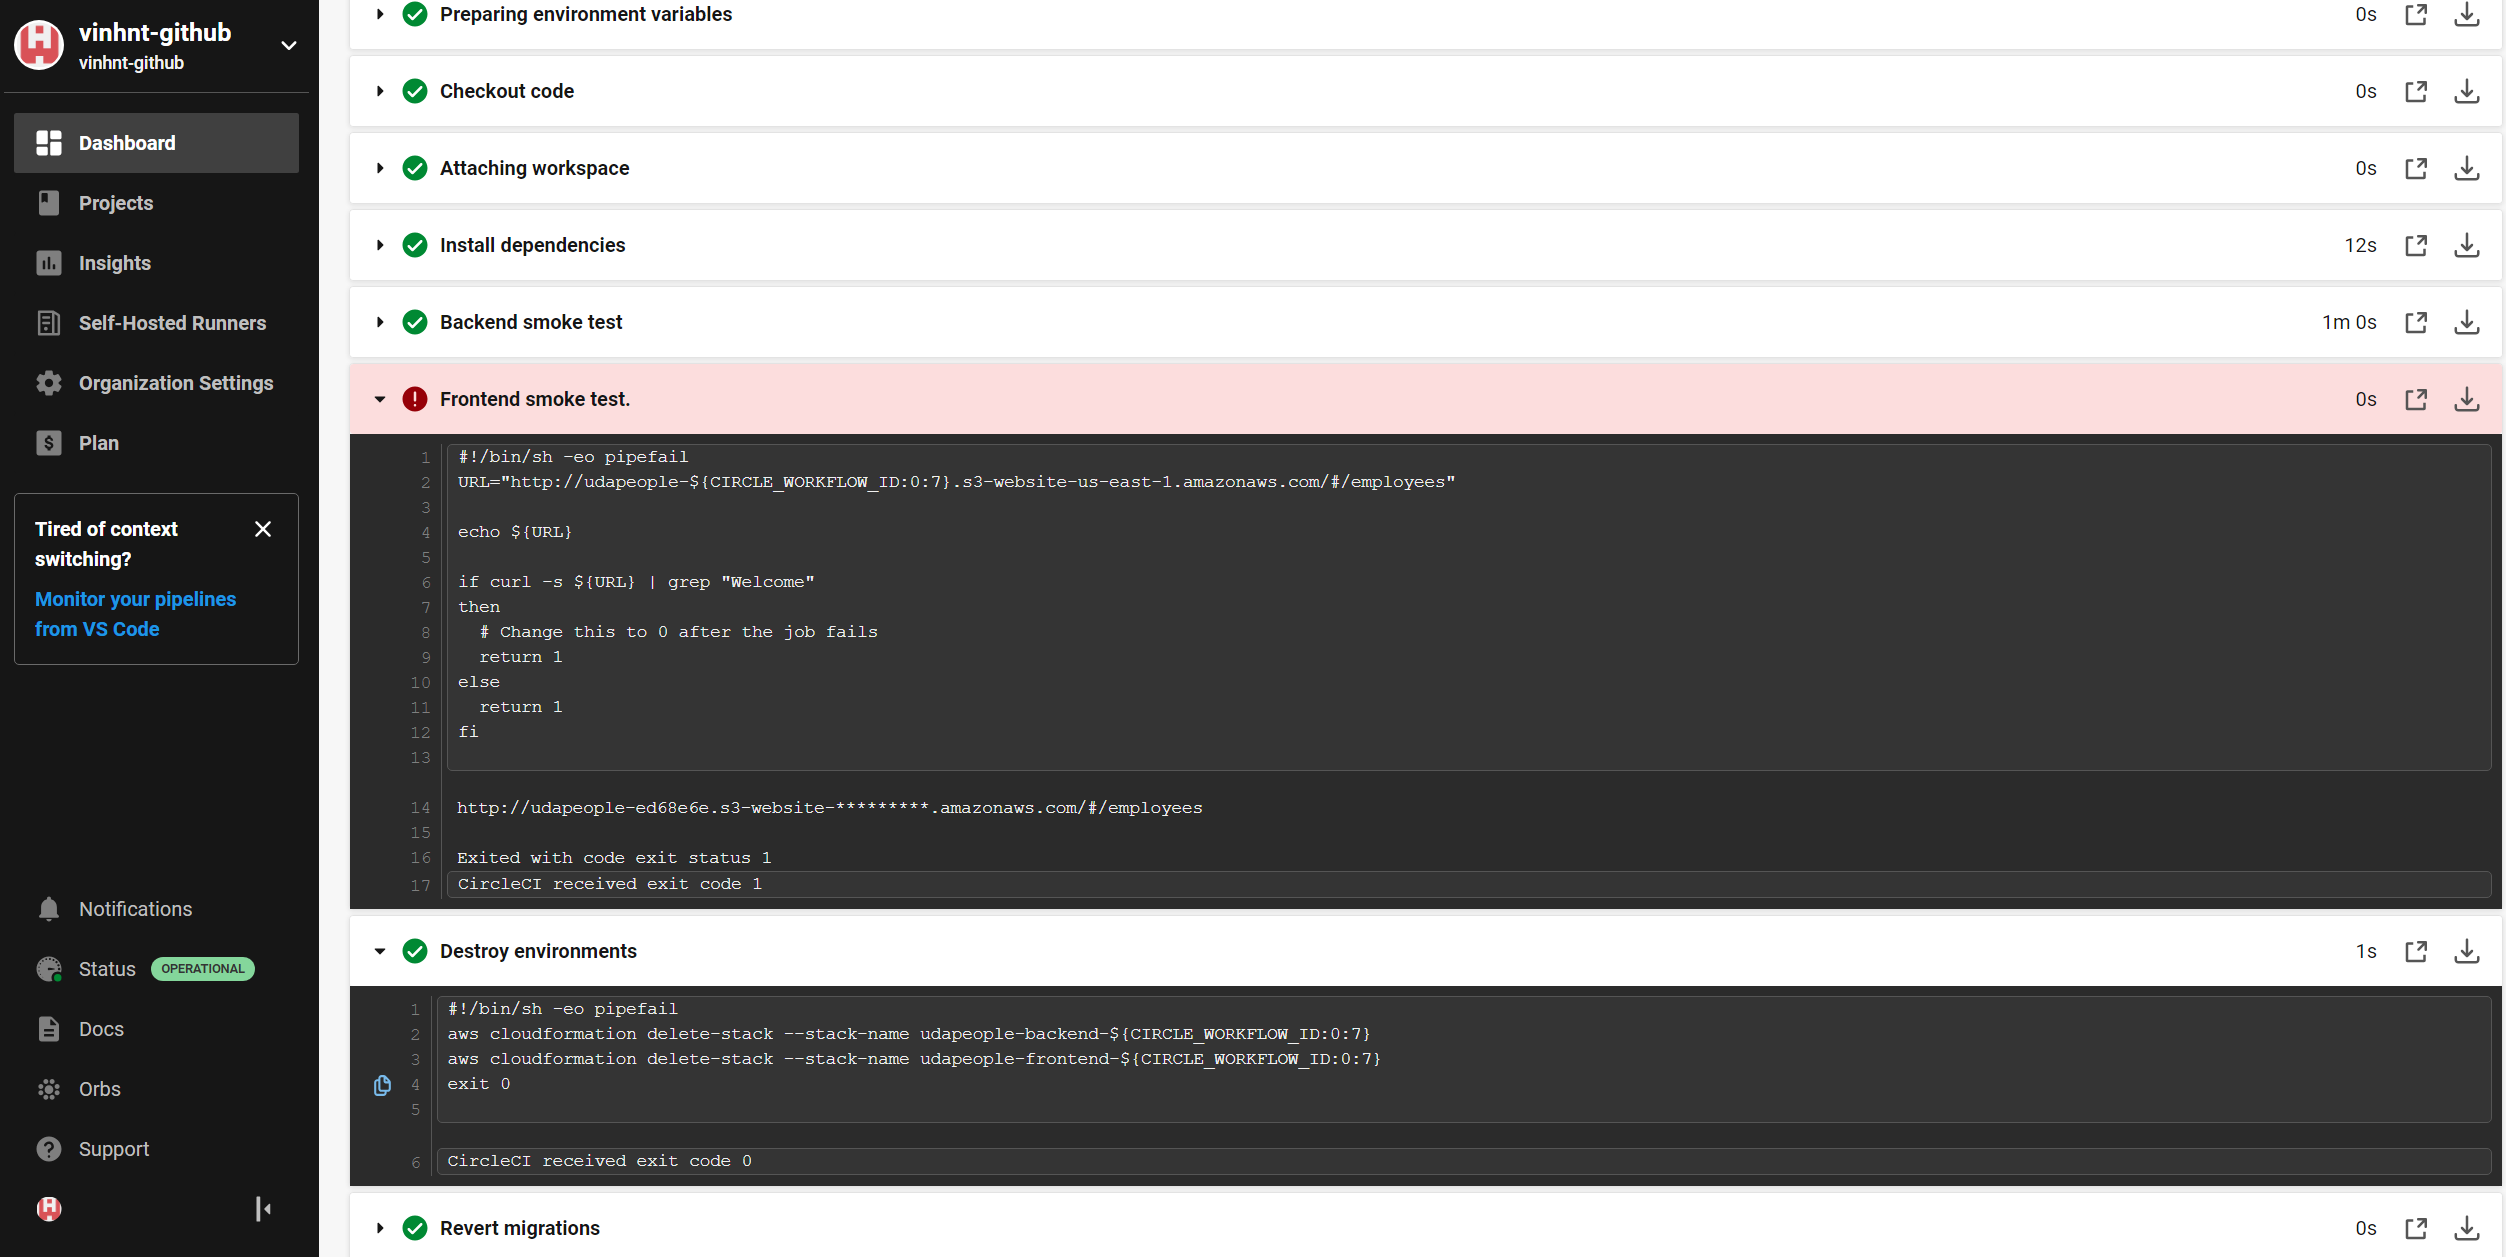 vinhnt-github
vinhnt-github
Dashboard
Projects
Insights
Self-Hosted Runners
Organization Settings
Plan
Tired of context
switching?
Monitor your pipelines
from VS Code
Notifications
Status OPERATIONAL
Docs
Orbs
Support
Preparing environment variables 0s
Checkout code 0s
Attaching workspace 0s
Install dependencies 12s
Backend smoke test 1m 0s
Frontend smoke test. 0s
1 #!/bin/sh -eo pipefail
2 URL="http://udapeople-${CIRCLE_WORKFLOW_ID:0:7}.s3-website-us-east-1.amazonaws.com/#/employees"
3
4 echo ${URL}
5
6 if curl -s ${URL} | grep "Welcome"
7 then
8 # Change this to 0 after the job fails
9 return 1
10 else
11 return 1
12 fi
13
14 http://udapeople-ed68e6e.s3-website-*********.amazonaws.com/#/employees
15
16 Exited with code exit status 1
17 CircleCI received exit code 1
Destroy environments 1s
1 #!/bin/sh -eo pipefail
2 aws cloudformation delete-stack --stack-name udapeople-backend-${CIRCLE_WORKFLOW_ID:0:7}
3 aws cloudformation delete-stack --stack-name udapeople-frontend-${CIRCLE_WORKFLOW_ID:0:7}
4 exit 0
5
6 CircleCI received exit code 0
Revert migrations 0s